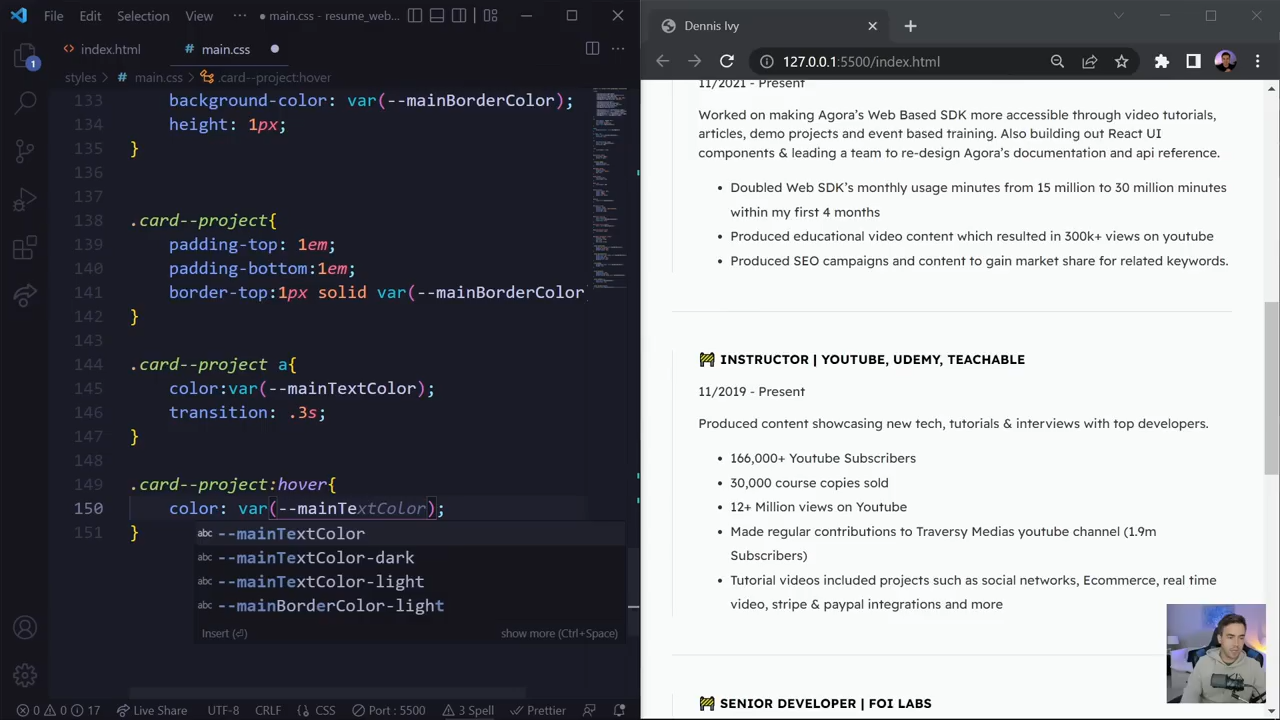 File
Edit
Selection
View
···
main.css - resume_web...
index.html
main.css
1
styles
main.css
.card--project:hover
Background-color: var(--mainBorderColor);
ight: 1px;
}
.card--project{
padding-top: 1em;
dding-bottom:1em;
order-top:1px solid var(--mainBorderColor
142 }
143
144 .card--project a{
145 color:var(--mainTextColor);
146 transition: .3s;
147 }
148
149 .card--project:hover{
150 color: var(--mainTextColor);
151 }
abc --mainTextColor
abc --mainTextColor-dark
abc --mainTextColor-light
abc --mainBorderColor-light
Insert (⏎)
show more (Ctrl+Space)
0
0
17
Live Share
UTF-8
CRLF
{} CSS
Port : 5500
3 Spell
Prettier
Dennis Ivy
127.0.0.1:5500/index.html
11/2021 - Present
Worked on making Agora's Web Based SDK more accessible through video tutorials,
articles, demo projects and event based training. Also building out React UI
components & leading a team to re-design Agora's documentation and api reference.
• Doubled Web SDK's monthly usage minutes from 15 million to 30 million minutes
within my first 4 months
• Produced educational video content which resulted in 300k+ views on youtube
• Produced SEO campaigns and content to gain market share for related keywords.
🚧 INSTRUCTOR | YOUTUBE, UDEMY, TEACHABLE
11/2019 - Present
Produced content showcasing new tech, tutorials & interviews with top developers.
• 166,000+ Youtube Subscribers
• 30,000 course copies sold
• 12+ Million views on Youtube
• Made regular contributions to Traversy Medias youtube channel (1.9m
Subscribers)
• Tutorial videos included projects such as social networks, Ecommerce, real time
video, stripe & paypal integrations and more
🚧 SENIOR DEVELOPER | FOI LABS